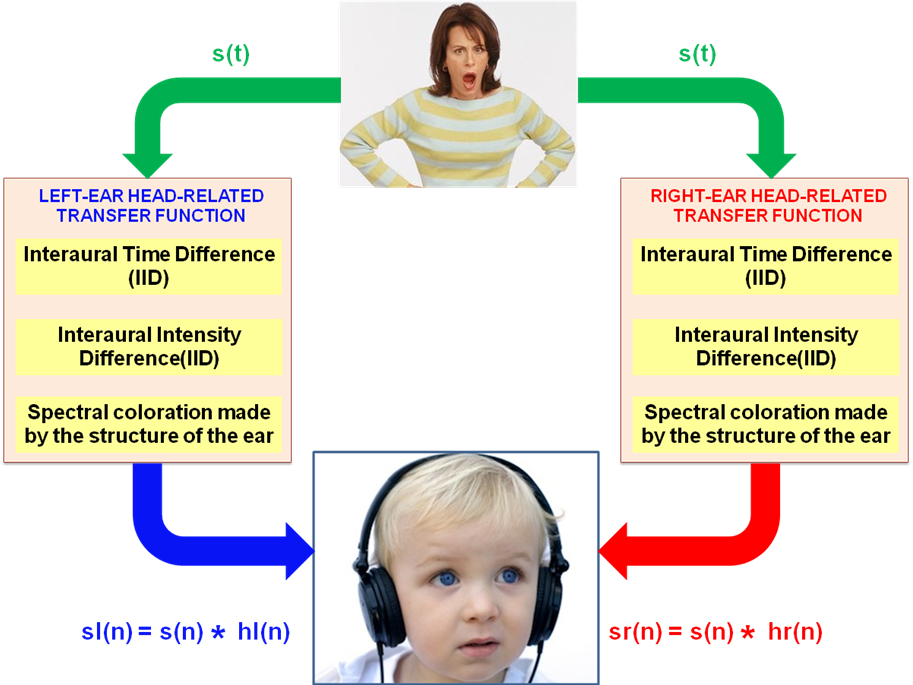 s(t)
s(t)
LEFT-EAR HEAD-RELATED
TRANSFER FUNCTION
Interaural Time Difference
(IID)
Interaural Intensity
Difference(IID)
Spectral coloration made
by the structure of the ear
RIGHT-EAR HEAD-RELATED
TRANSFER FUNCTION
Interaural Time Difference
(IID)
Interaural Intensity
Difference(IID)
Spectral coloration made
by the structure of the ear
sl(n) = s(n) * hl(n)
sr(n) = s(n) * hr(n)